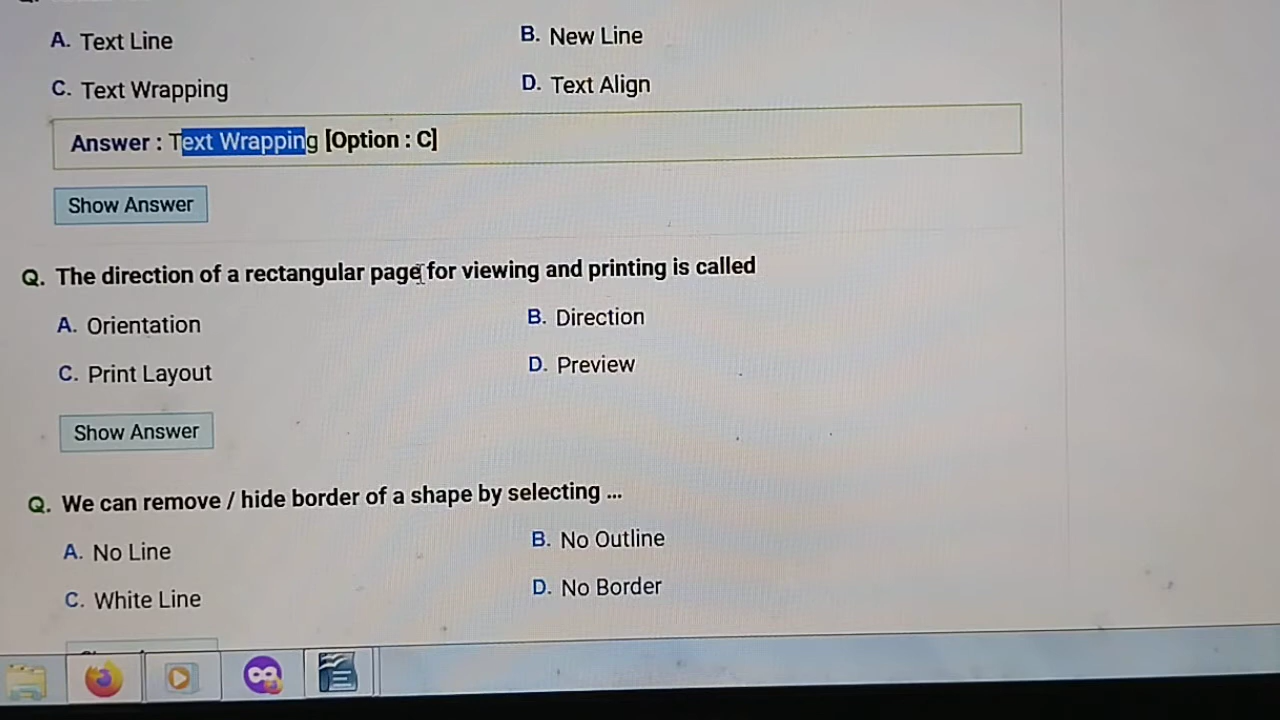 A. Text Line
B. New Line
C. Text Wrapping
D. Text Align
Answer : Text Wrapping [Option : C]
Show Answer
Q. The direction of a rectangular page for viewing and printing is called
A. Orientation
B. Direction
C. Print Layout
D. Preview
Show Answer
Q. We can remove / hide border of a shape by selecting ...
A. No Line
B. No Outline
C. White Line
D. No Border